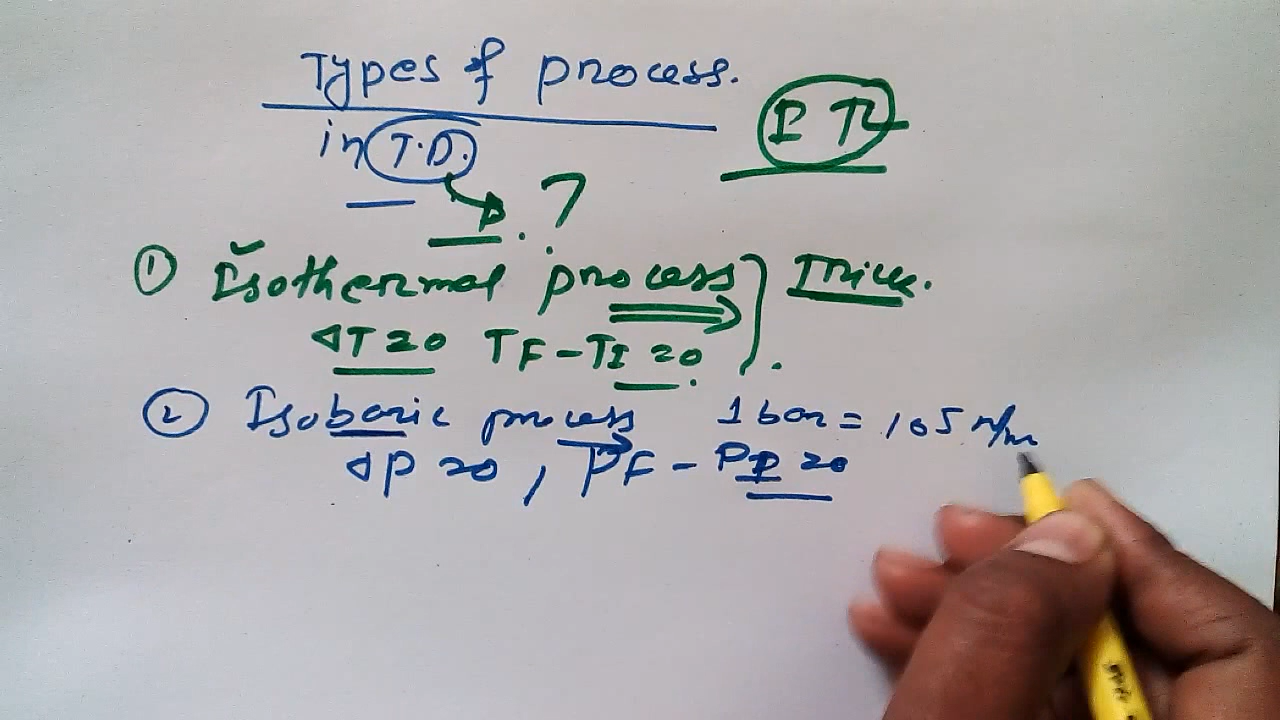 Types of process.
in T.D.
P. ?
I TR
① Isothermal process } Trick.
ΔT = 0 TF - TI = 0.
② Isobaric process 1 bar = 105 N/m
ΔP = 0, PF - PI = 0